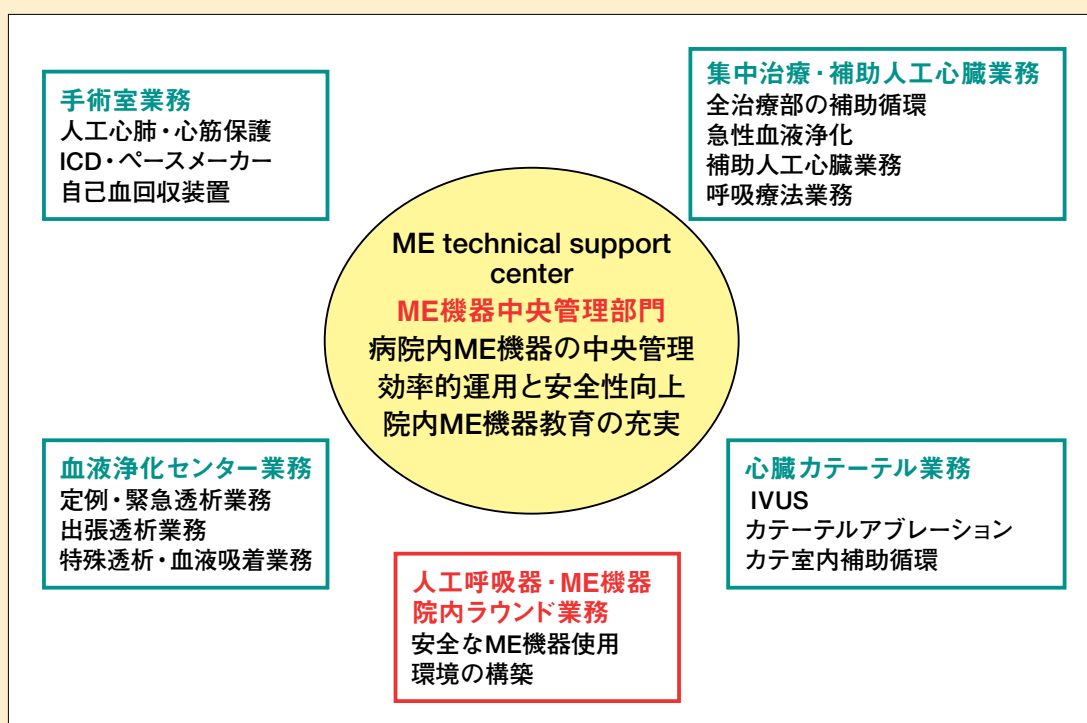 手術室業務
人工心肺・心筋保護
ICD・ペースメーカー
自己血回収装置
集中治療・補助人工心臓業務
全治療部の補助循環
急性血液浄化
補助人工心臓業務
呼吸療法業務
ME technical support
center
ME機器中央管理部門
病院内ME機器の中央管理
効率的運用と安全性向上
院内ME機器教育の充実
血液浄化センター業務
定例・緊急透析業務
出張透析業務
特殊透析・血液吸着業務
心臓カテーテル業務
IVUS
カテーテルアブレーション
カテ室内補助循環
人工呼吸器・ME機器
院内ラウンド業務
安全なME機器使用
環境の構築